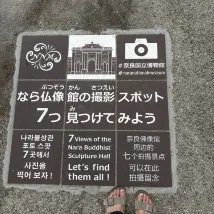 #奈良国立博物館
#naranationalmuseum
ぶつぞう かん さつえい
なら仏像館の撮影スポット
み
7つ見つけてみよう
나라불상관
포토 스팟
7곳에서
사진을
찍어 보자!
7 Views of the
Nara Buddhist
Sculpture Hall
Let's find
them all!
奈良佛像馆
周边的
七个拍摄景点
可以在此
拍摄留念